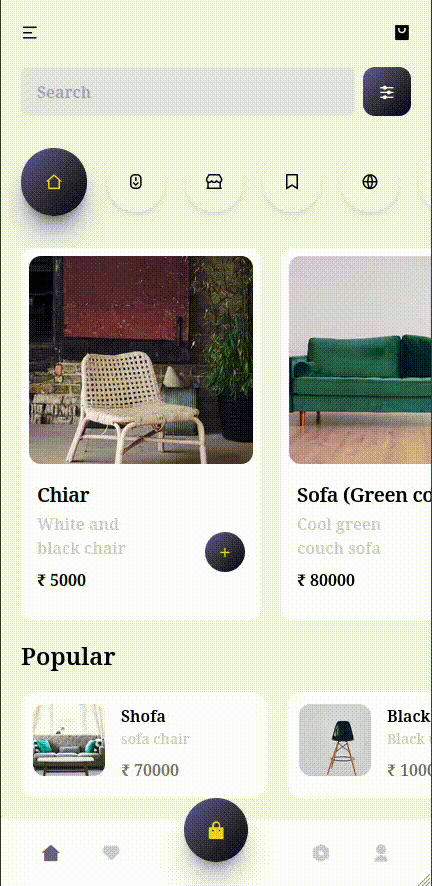 Search
Chiar
White and
black chair
₹ 5000
Sofa (Green co
Cool green
couch sofa
₹ 80000
Popular
Shofa
sofa chair
₹ 70000
Black
Black
₹ 1000